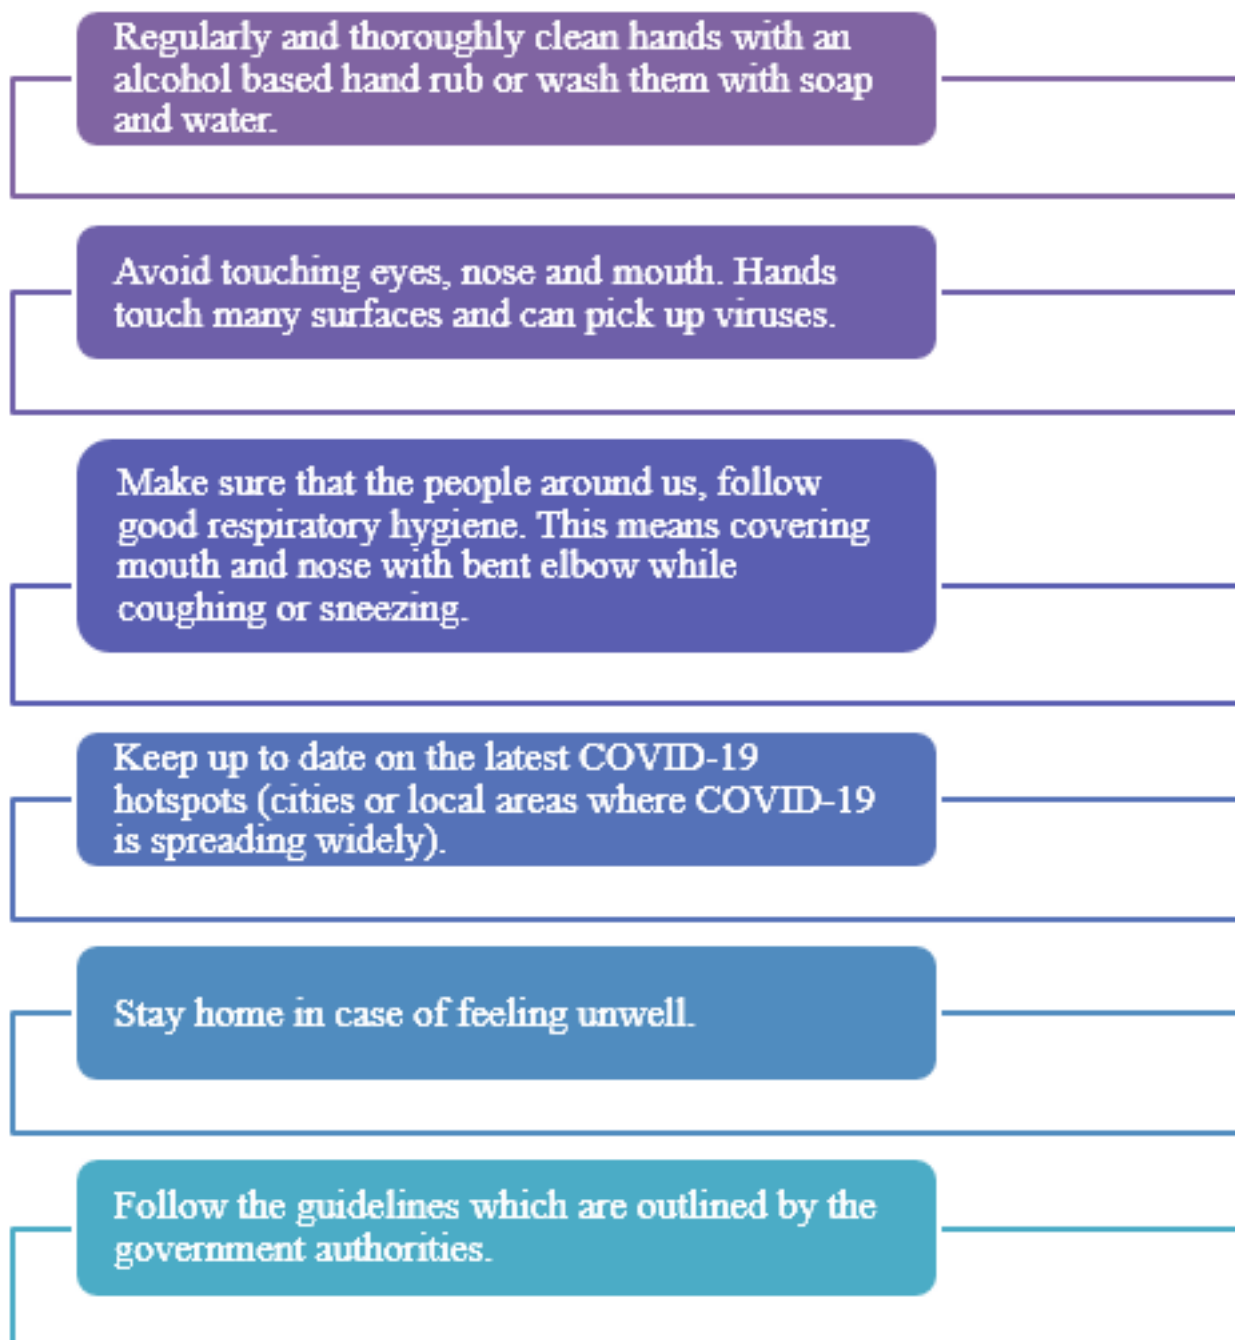 Regularly and thoroughly clean hands with an
alcohol based hand rub or wash them with soap
and water.
Avoid touching eyes, nose and mouth. Hands
touch many surfaces and can pick up viruses.
Make sure that the people around us, follow
good respiratory hygiene. This means covering
mouth and nose with bent elbow while
coughing or sneezing.
Keep up to date on the latest COVID-19
hotspots (cities or local areas where COVID-19
is spreading widely).
Stay home in case of feeling unwell.
Follow the guidelines which are outlined by the
government authorities.